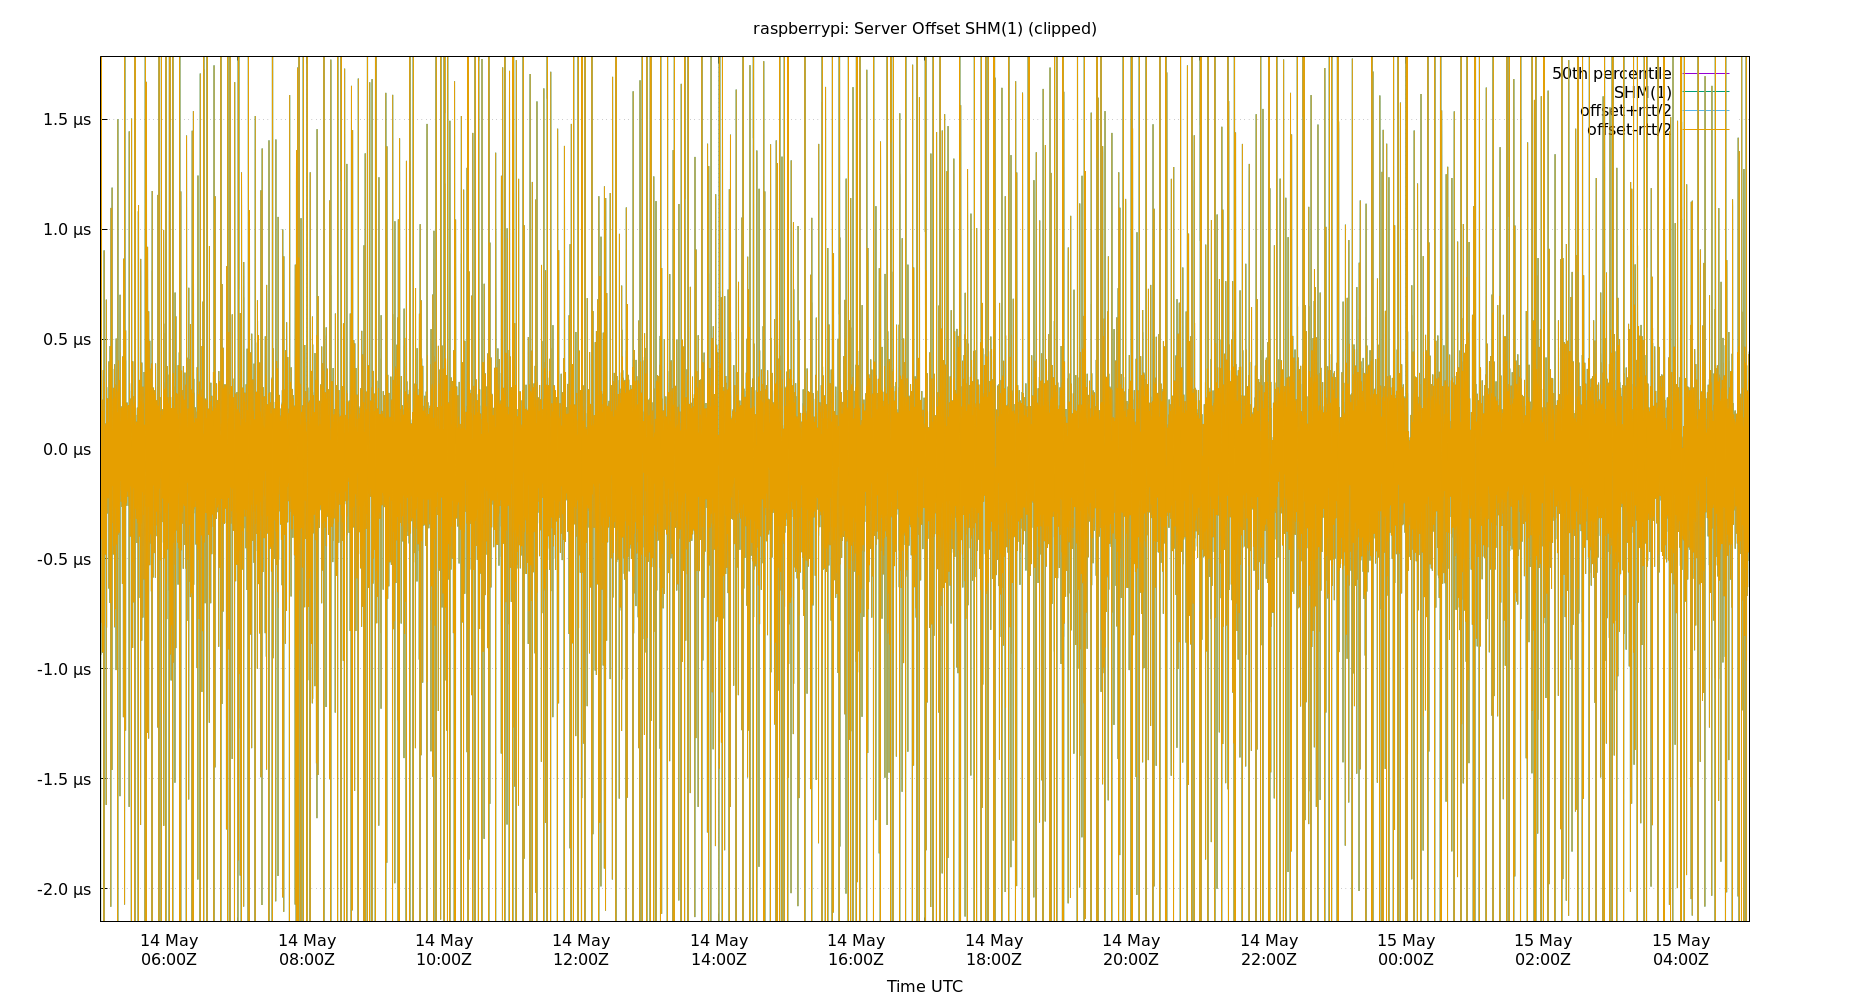 raspberrypi: Server Offset SHM(1) (clipped)
50th percentile
SHM(1)
offset+rtt/2
offset-rtt/2
1.5 µs
1.0 µs
0.5 µs
0.0 µs
-0.5 µs
-1.0 µs
-1.5 µs
-2.0 µs
14 May 14 May 14 May 14 May 14 May 14 May 14 May 14 May 14 May 15 May 15 May 15 May
06:00Z 08:00Z 10:00Z 12:00Z 14:00Z 16:00Z 18:00Z 20:00Z 22:00Z 00:00Z 02:00Z 04:00Z
Time UTC